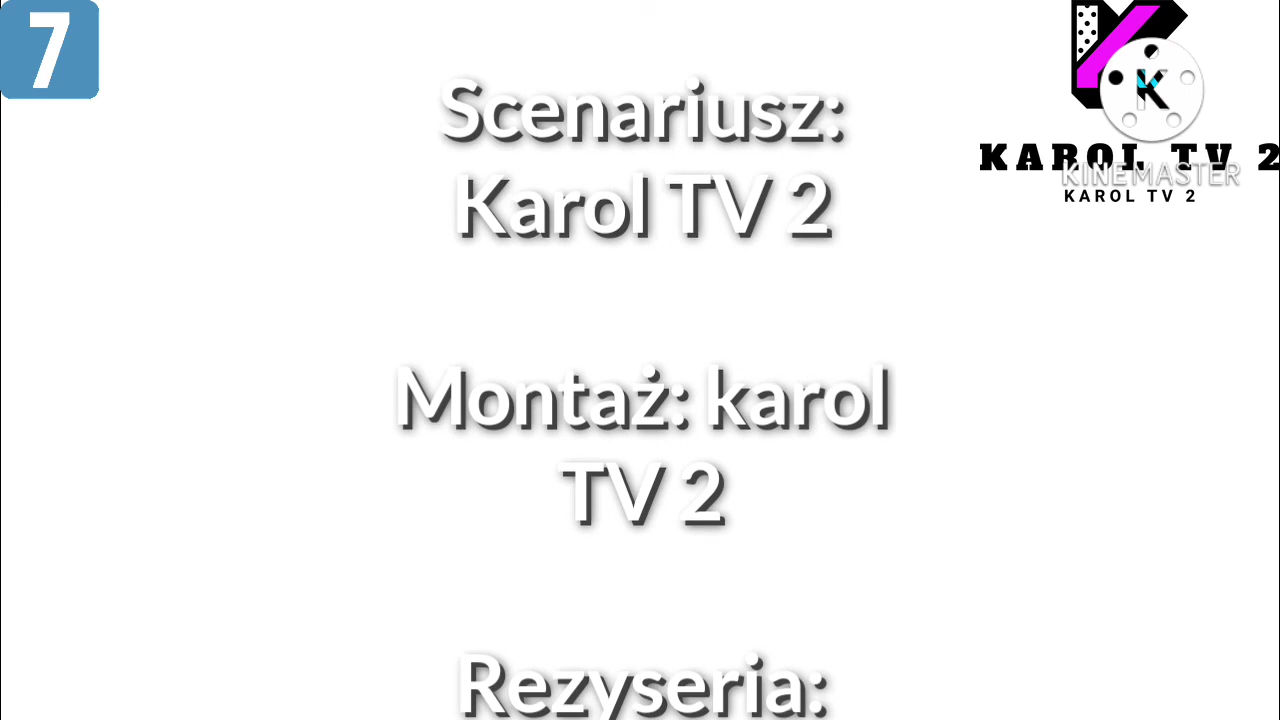 7
Scenariusz:
Karol TV 2
Montaż: karol
TV 2
Rezyseria:
K
KAROL TV 2
KINEMASTER
KAROL TV 2